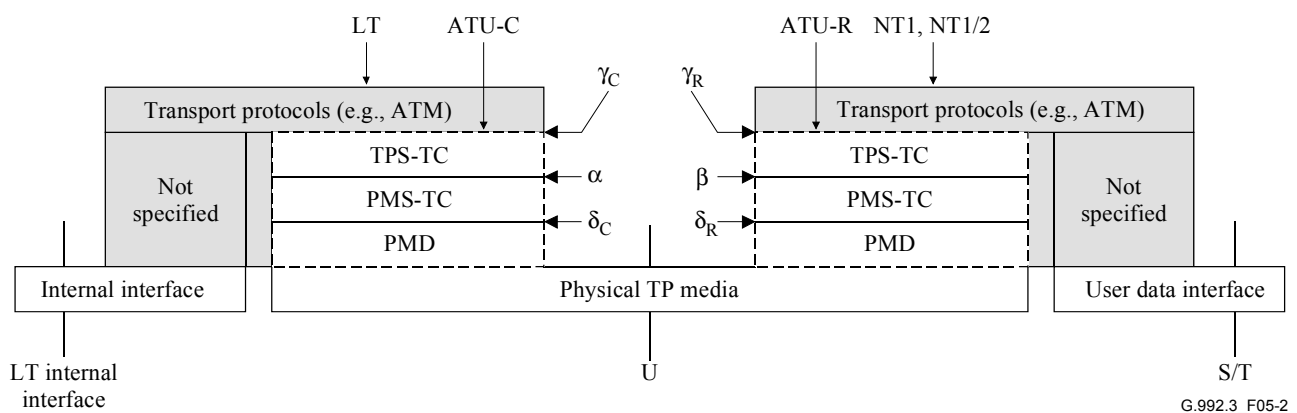 LT ATU-C ATU-R NT1, NT1/2
γC γR
Transport protocols (e.g., ATM) Transport protocols (e.g., ATM)
TPS-TC TPS-TC
α β
Not
specified
Not
specified
PMS-TC PMS-TC
δC δR
PMD PMD
Internal interface Physical TP media User data interface
LT internal
interface
U S/T
G.992.3_F05-2